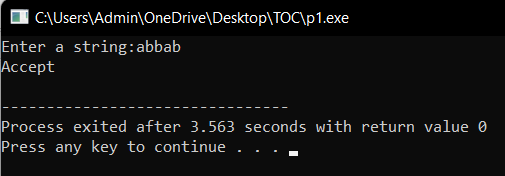 C:\Users\Admin\OneDrive\Desktop\TOC\p1.exe
Enter a string:abbab
Accept
--------------------------------
Process exited after 3.563 seconds with return value 0
Press any key to continue . . .